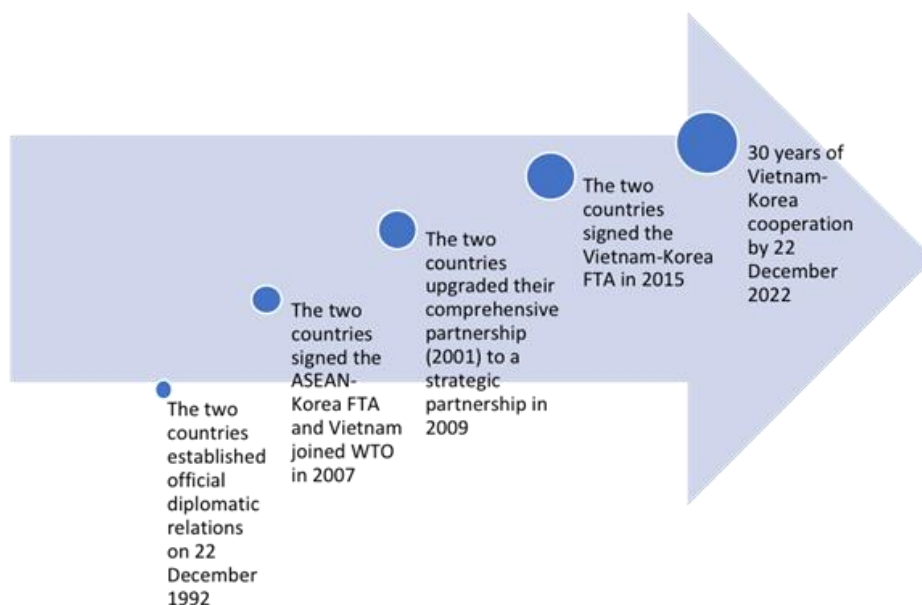 The two
countries
established
official
diplomatic
relations
on 22
December
1992
The two
countries
signed the
ASEAN-
Korea FTA
and Vietnam
joined WTO
in 2007
The two
countries
upgraded their
comprehensive
partnership
(2001) to a
strategic
partnership in
2009
The two
countries
signed the
Vietnam-Korea
FTA in 2015
30 years of
Vietnam-
Korea
cooperation
by 22
December
2022